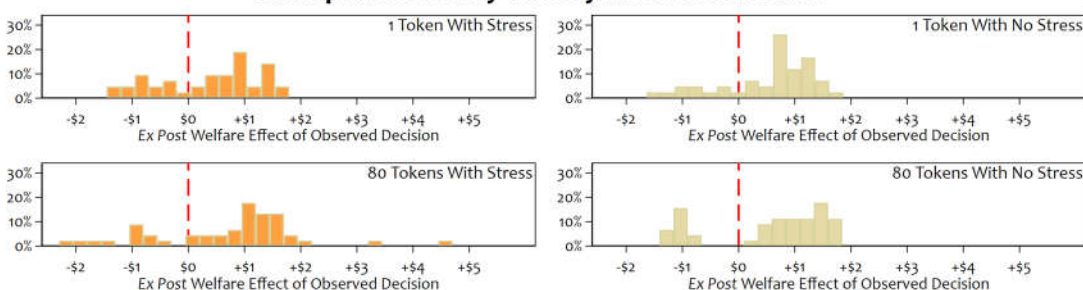 1 Token With Stress
30%
20%
10%
0%
-$2 -$1 $0 +$1 +$2 +$3 +$4 +$5
Ex Post Welfare Effect of Observed Decision
1 Token With No Stress
30%
20%
10%
0%
-$2 -$1 $0 +$1 +$2 +$3 +$4 +$5
Ex Post Welfare Effect of Observed Decision
80 Tokens With Stress
30%
20%
10%
0%
-$2 -$1 $0 +$1 +$2 +$3 +$4 +$5
Ex Post Welfare Effect of Observed Decision
80 Tokens With No Stress
30%
20%
10%
0%
-$2 -$1 $0 +$1 +$2 +$3 +$4 +$5
Ex Post Welfare Effect of Observed Decision